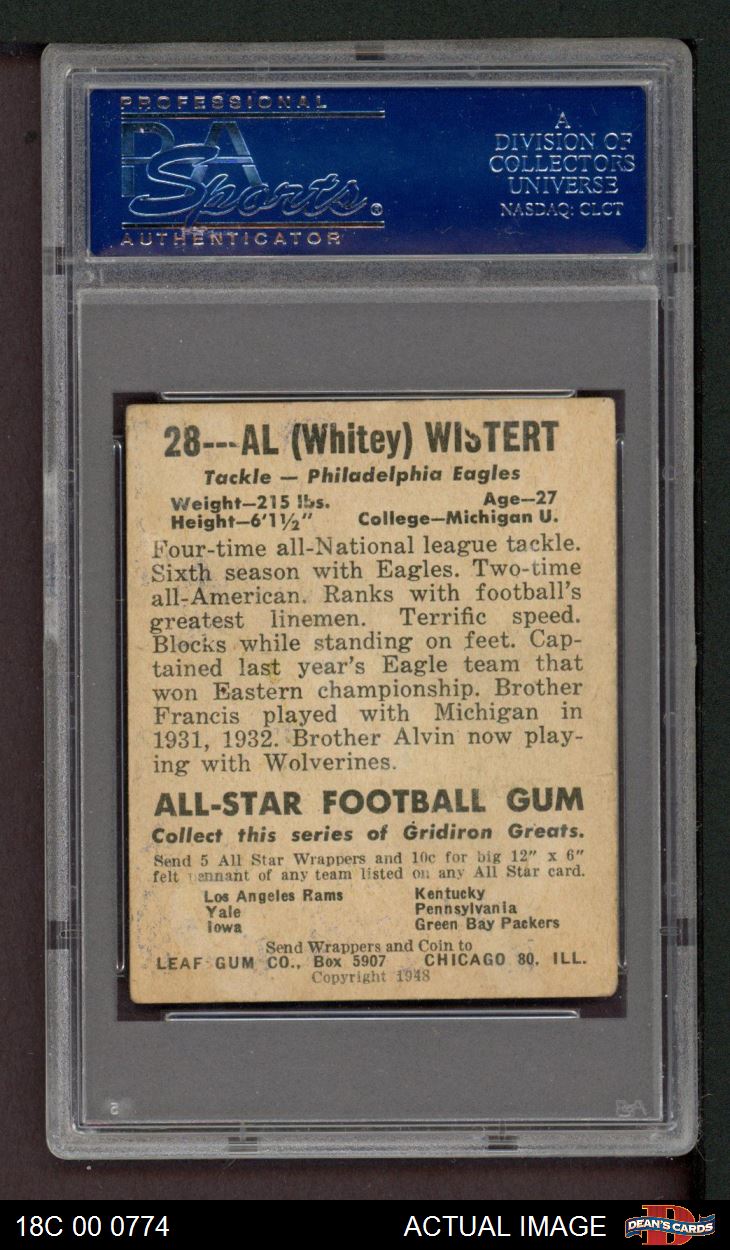 PROFESSIONAL
PSA
Sports®
AUTHENTICATOR
A
DIVISION OF
COLLECTORS
UNIVERSE
NASDAQ: CLCT
28---AL (Whitey) WISTERT
Tackle — Philadelphia Eagles
Weight—215 lbs. Age—27
Height—6'1½" College—Michigan U.
Four-time all-National league tackle.
Sixth season with Eagles. Two-time
all-American. Ranks with football's
greatest linemen. Terrific speed.
Blocks while standing on feet. Cap-
tained last year's Eagle team that
won Eastern championship. Brother
Francis played with Michigan in
1931, 1932. Brother Alvin now play-
ing with Wolverines.
ALL-STAR FOOTBALL GUM
Collect this series of Gridiron Greats.
Send 5 All Star Wrappers and 10c for big 12" x 6"
felt pennant of any team listed on any All Star card.
Los Angeles Rams Kentucky
Yale Pennsylvania
Iowa Green Bay Packers
Send Wrappers and Coin to
LEAF GUM CO., Box 5907 CHICAGO 80, ILL.
Copyright 1948
PSA
18C 00 0774 ACTUAL IMAGE DEAN'S CARDS